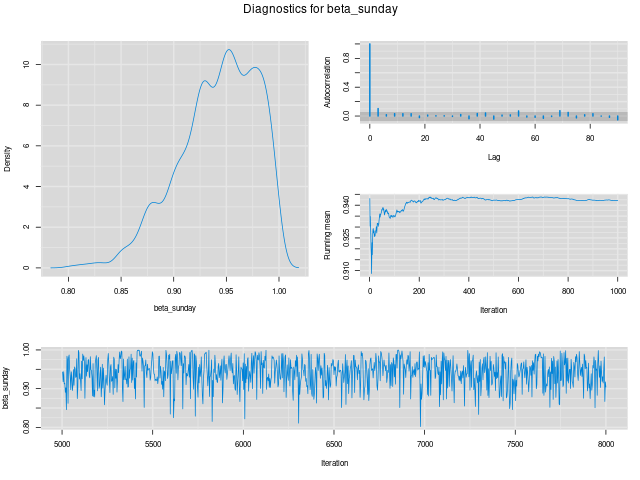 Diagnostics for beta_sunday
Density
0 2 4 6 8 10
0.80 0.85 0.90 0.95 1.00
beta_sunday
Autocorrelation
0.0 0.4 0.8
0 20 40 60 80
Lag
Running mean
0.910 0.925 0.940
0 200 400 600 800 1000
Iteration
beta_sunday
0.80 0.90 1.00
5000 5500 6000 6500 7000 7500 8000
Iteration